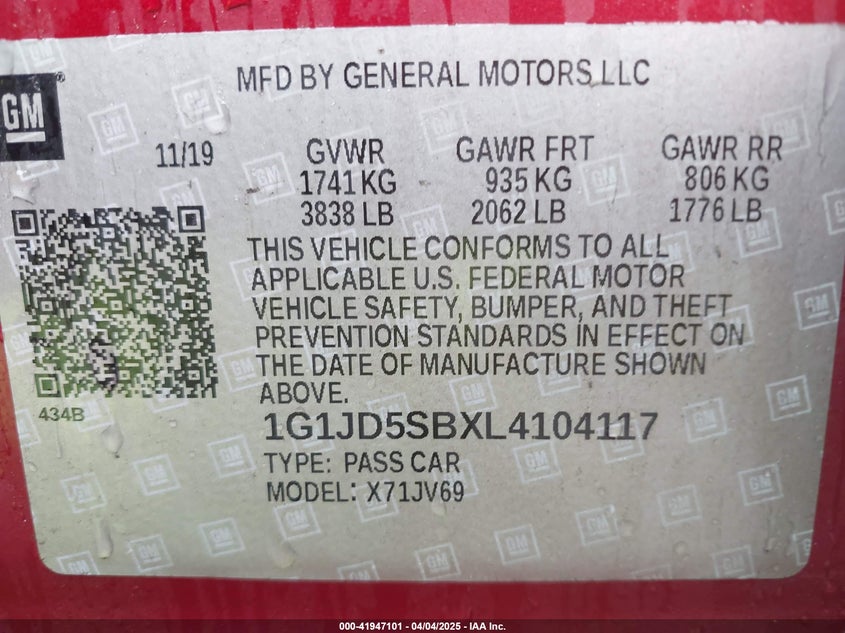 MFD BY GENERAL MOTORS LLC
GM
11/19 GVWR GAWR FRT GAWR RR
1741 KG 935 KG 806 KG
3838 LB 2062 LB 1776 LB
THIS VEHICLE CONFORMS TO ALL
APPLICABLE U.S. FEDERAL MOTOR
VEHICLE SAFETY, BUMPER, AND THEFT
PREVENTION STANDARDS IN EFFECT ON
THE DATE OF MANUFACTURE SHOWN
ABOVE.
434B
1G1JD5SBXL4104117
TYPE: PASS CAR
MODEL: X71JV69
000-41947101 | 04/04/2025 - IAA Inc.